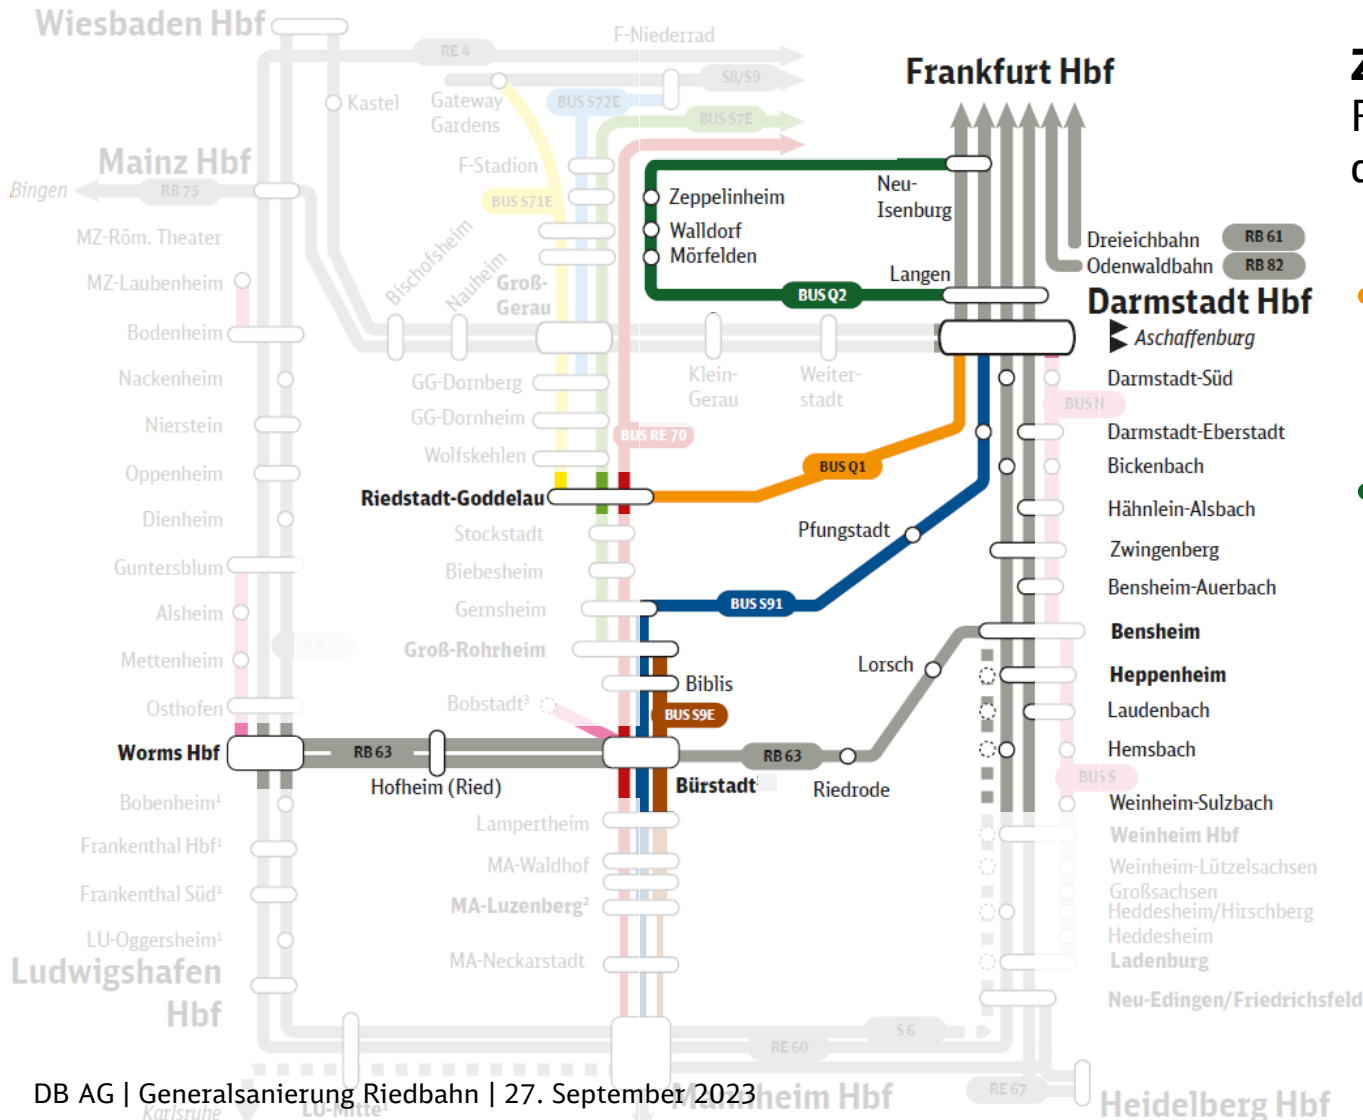 Wiesbaden Hbf
RE 4
F-Niederrad
Frankfurt Hbf
S8/S9
Kastel
Gateway
Gardens
BUS S72E
BUS S7E
Mainz Hbf
F-Stadion
Bingen
RB 75
BUS S71E
Zeppelinheim
Neu-
Isenburg
MZ-Röm. Theater
Walldorf
Mörfelden
Dreieichbahn
RB 61
Odenwaldbahn
RB 82
Bischofsheim
Nauheim
MZ-Laubenheim
Groß-
Gerau
BUS Q2
Langen
Darmstadt Hbf
Bodenheim
Aschaffenburg
Nackenheim
GG-Dornberg
Klein-
Gerau
Weiter-
stadt
Darmstadt-Süd
BUS N
Nierstein
GG-Dornheim
BUS RE 70
Darmstadt-Eberstadt
Oppenheim
Wolfskehlen
BUS Q1
Bickenbach
Riedstadt-Goddelau
Hähnlein-Alsbach
Dienheim
Stockstadt
Pfungstadt
Zwingenberg
Guntersblum
Biebesheim
Bensheim-Auerbach
Alsheim
Gernsheim
BUS S91
Bensheim
Mettenheim
Groß-Rohrheim
Lorsch
Heppenheim
Osthofen
Bobstadt³
Biblis
BUS S9E
Laudenbach
Worms Hbf
RB 63
RB 63
Hemsbach
Hofheim (Ried)
Bürstadt
Riedrode
BUS S
Bobenheim¹
Weinheim-Sulzbach
Lampertheim
Weinheim Hbf
Frankenthal Hbf¹
MA-Waldhof
Weinheim-Lützelsachsen
Großsachsen
Frankenthal Süd¹
MA-Luzenberg²
Heddesheim/Hirschberg
LU-Oggersheim¹
Heddesheim
MA-Neckarstadt
Ladenburg
Ludwigshafen
Hbf
Neu-Edingen/Friedrichsfeld
S 6
RE 60
RE 67
DB AG | Generalsanierung Riedbahn | 27. September 2023
Mannheim Hbf
Heidelberg Hbf
Karlsruhe
LU-Mitte¹